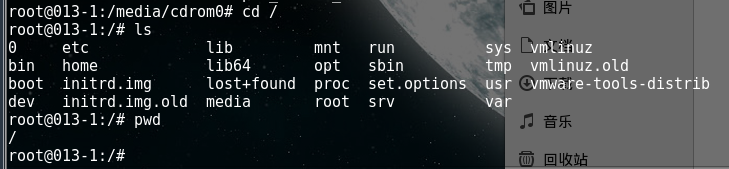 root@013-1:/media/cdrom0# cd /
root@013-1:/# ls
0    etc             lib         mnt   run          sys  vmlinuz
bin  home            lib64       opt   sbin         tmp  vmlinuz.old
boot initrd.img      lost+found  proc  set.options  usr  vmware-tools-distrib
dev  initrd.img.old  media       root  srv          var
root@013-1:/# pwd
/
root@013-1:/#
图片
音乐
回收站